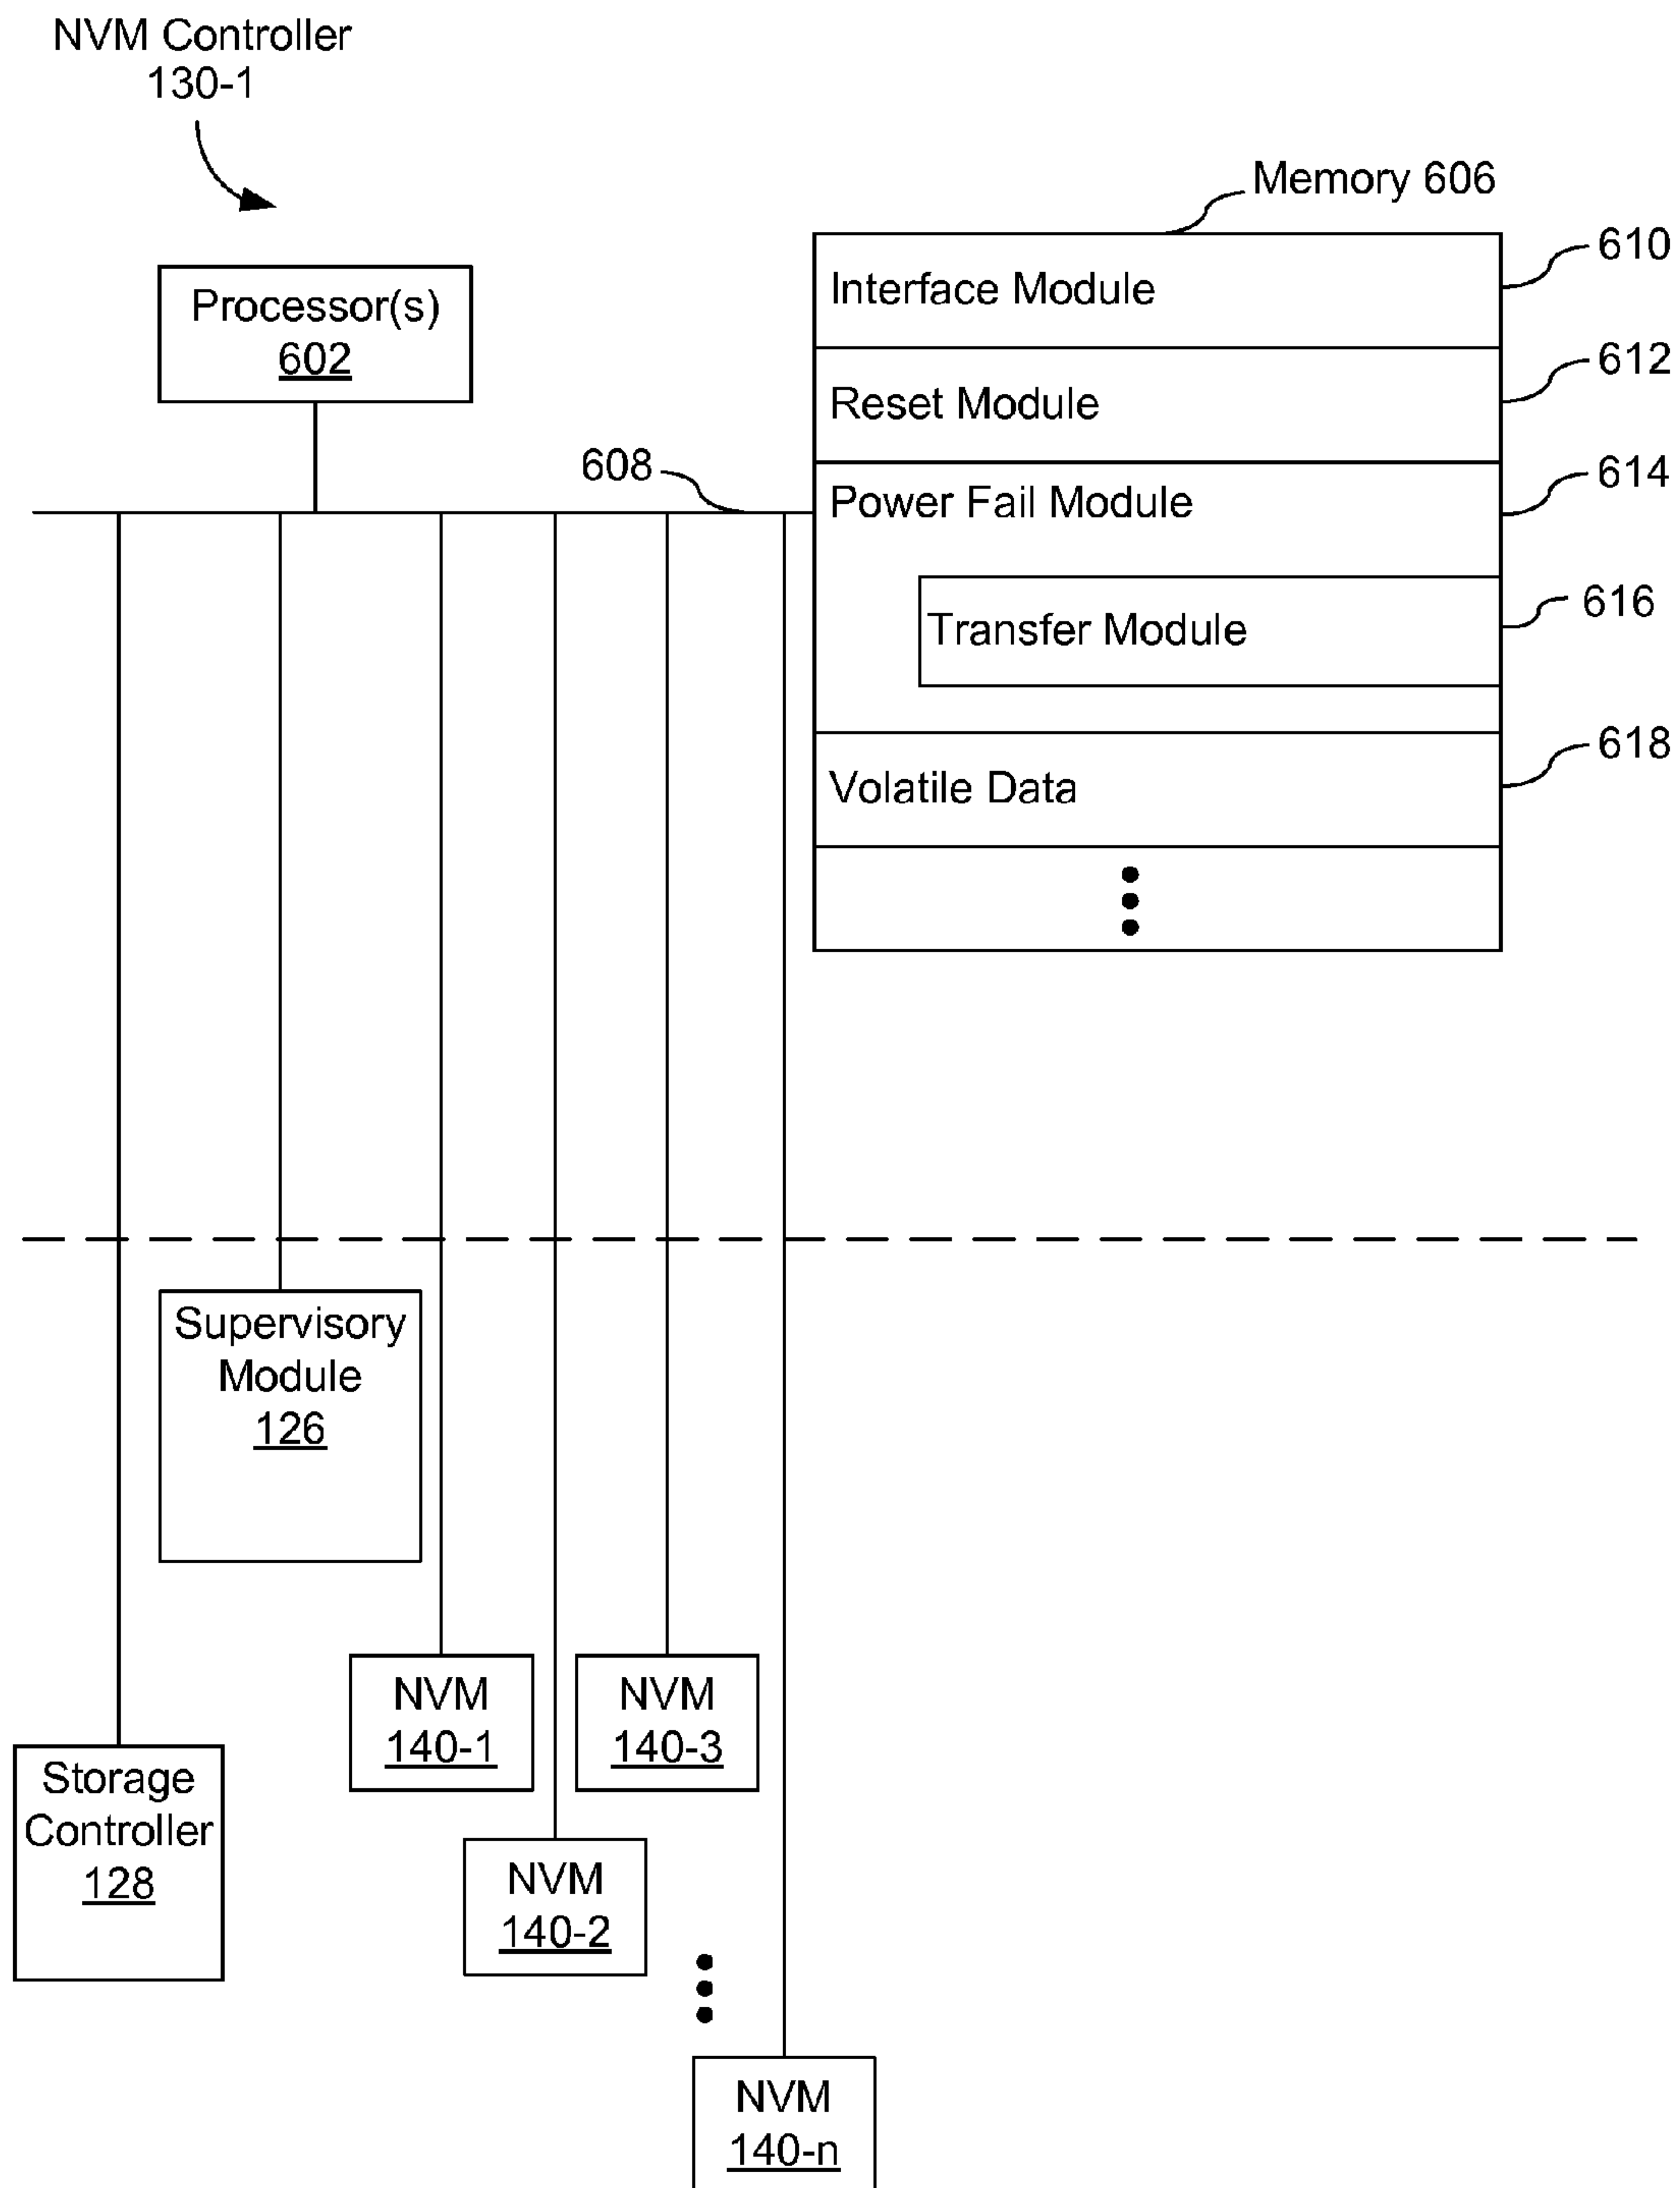 NVM Controller
130-1
Memory 606
Processor(s)
602
Interface Module
610
Reset Module
612
608
Power Fail Module
614
Transfer Module
616
Volatile Data
618
Supervisory
Module
126
NVM
140-1
NVM
140-3
Storage
Controller
128
NVM
140-2
NVM
140-n